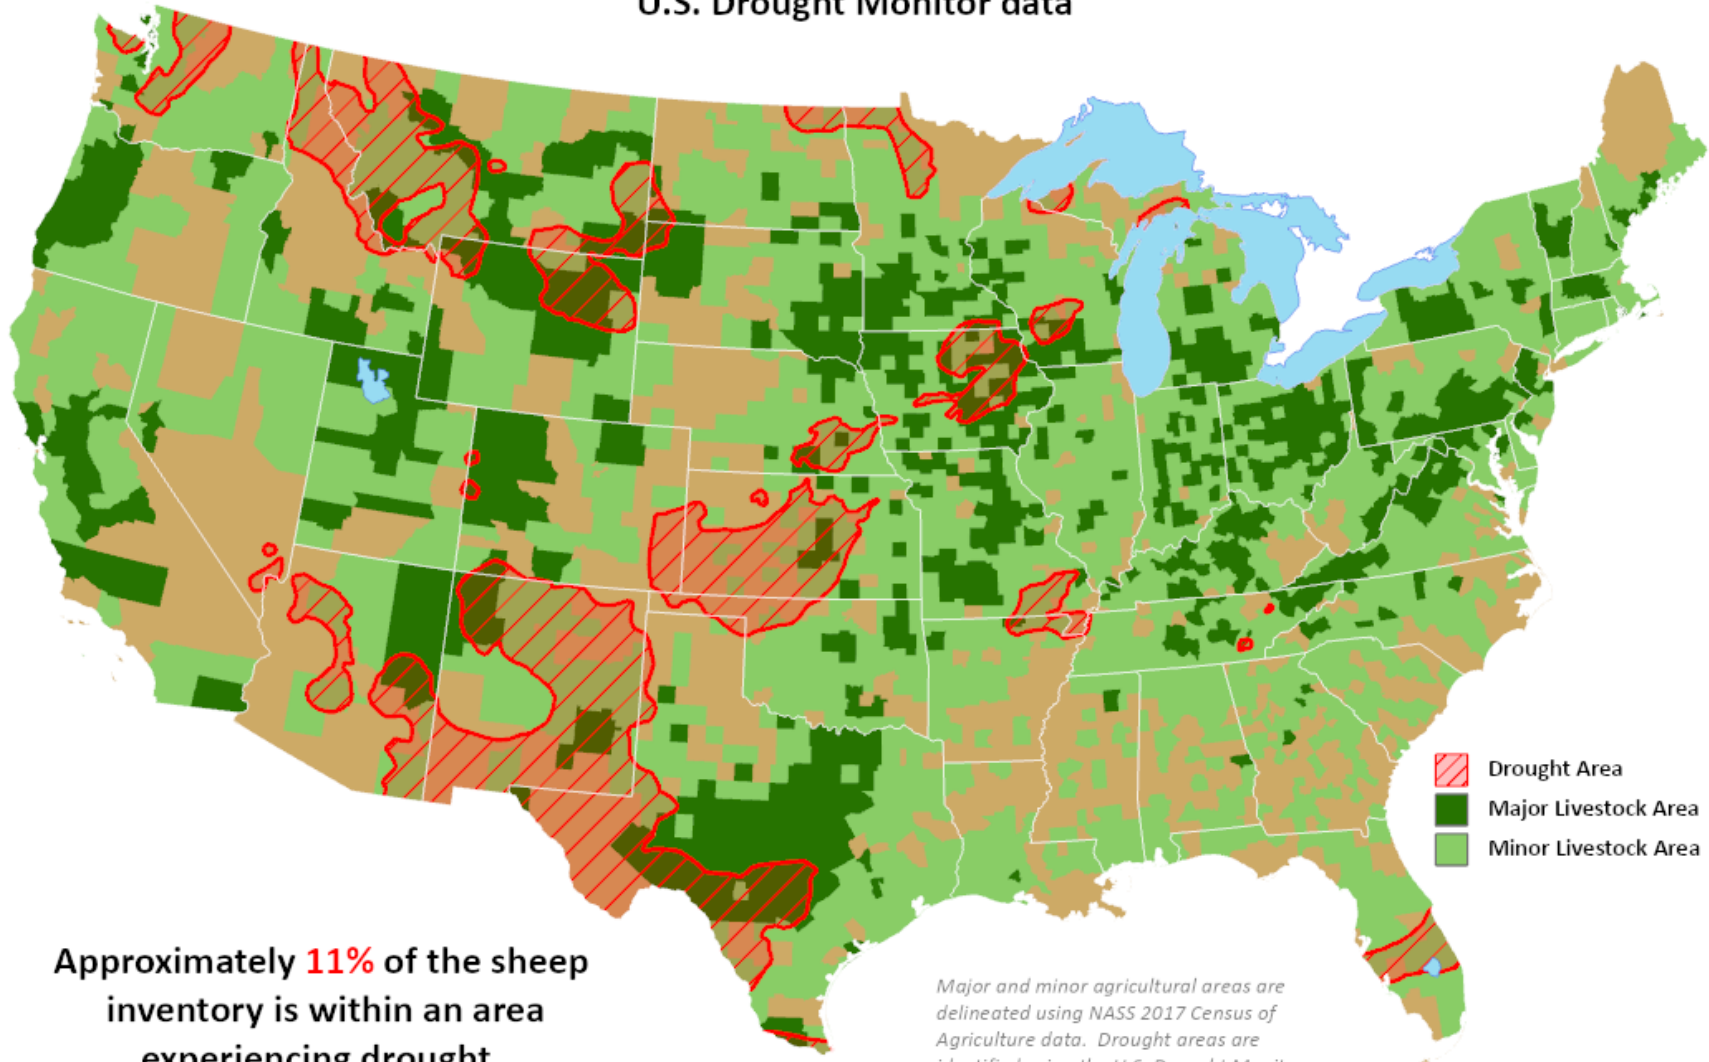 U.S. Drought Monitor data
Drought Area
Major Livestock Area
Minor Livestock Area
Approximately 11% of the sheep
inventory is within an area
experiencing drought
Major and minor agricultural areas are
delineated using NASS 2017 Census of
Agriculture data. Drought areas are